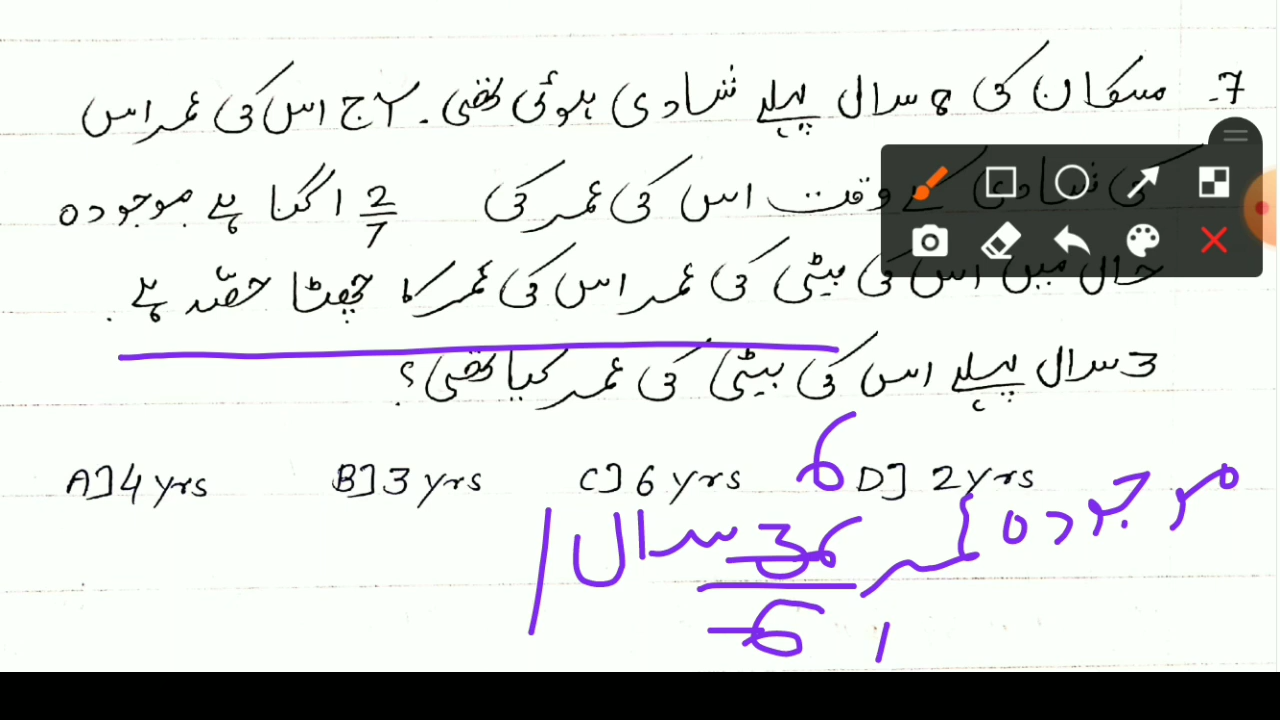 7۔ مسکان کی 8 سال پہلے شادی ہوئی تھی۔ آج اس کی عمر اس
کی شادی کے وقت اس کی عمر کی 2/7 1 گنا ہے موجودہ
حال میں اس کی بیٹی کی عمر اس کی عمر کا چھٹا حصّہ ہے۔
3 سال پہلے اس کی بیٹی کی عمر کیا تھی؟
A] 4 yrs B] 3 yrs C] 6 yrs D] 2 yrs
6
موجودہ عمر 36 سال
6